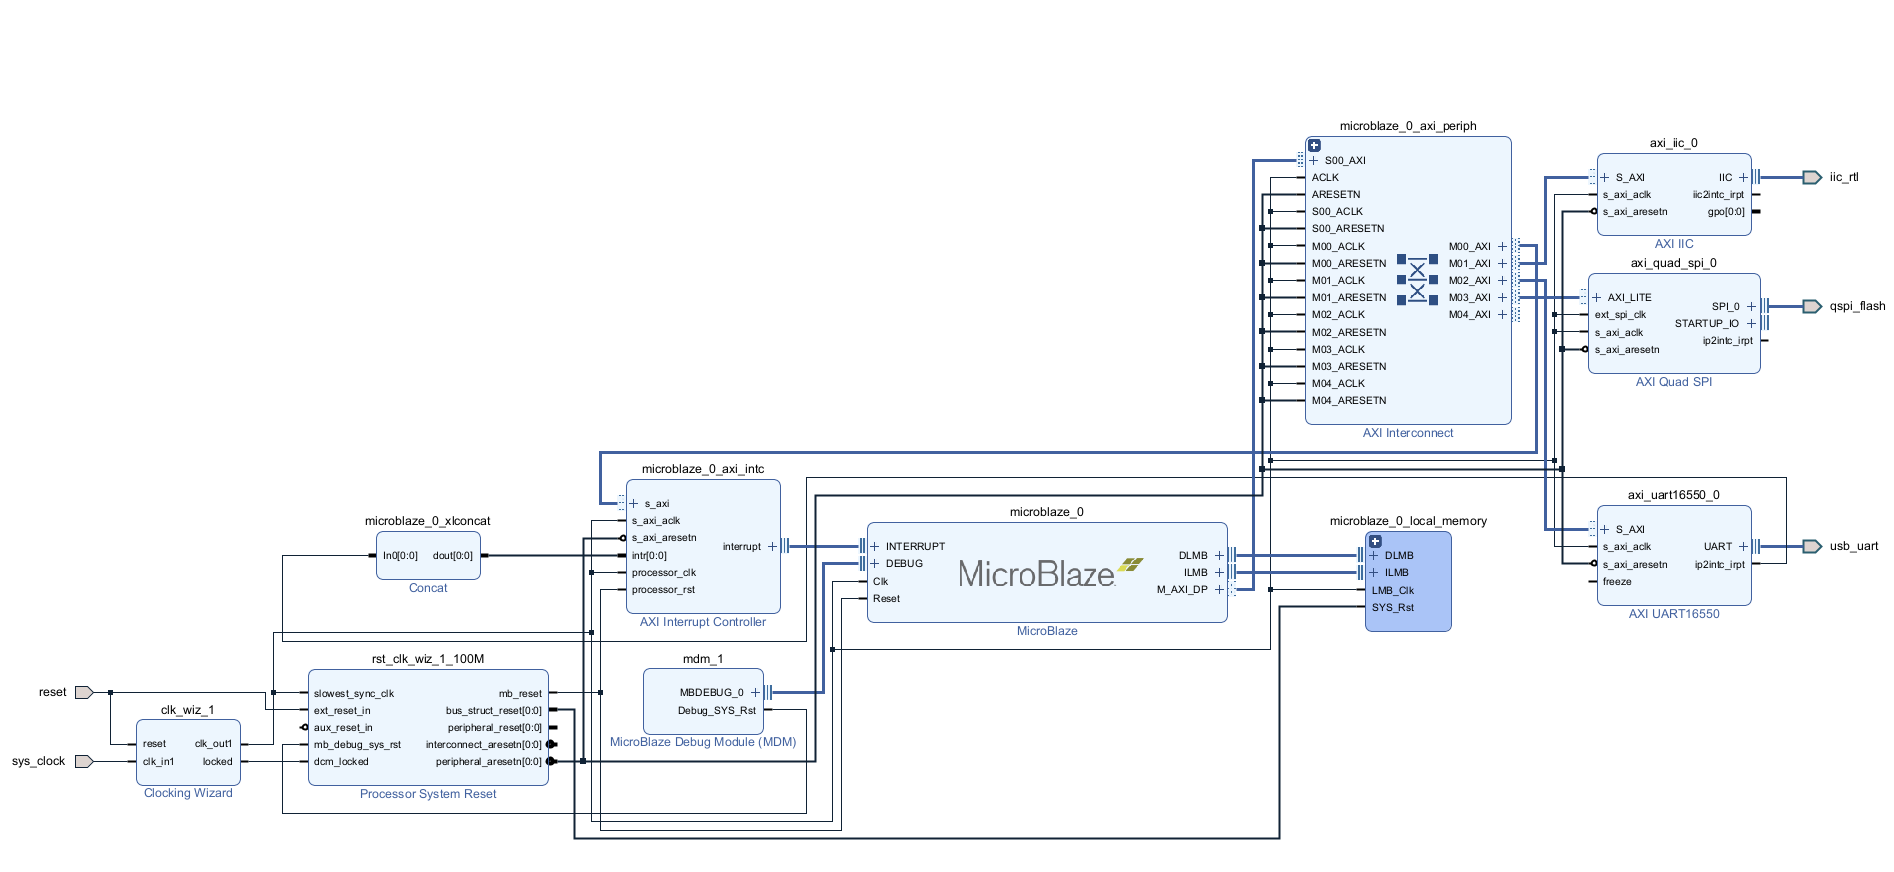 microblaze_0_axi_periph
S00_AXI
ACLK
ARESETN
S00_ACLK
S00_ARESETN
M00_ACLK
M00_ARESETN
M01_ACLK
M01_ARESETN
M02_ACLK
M02_ARESETN
M03_ACLK
M03_ARESETN
M04_ACLK
M04_ARESETN
M00_AXI
M01_AXI
M02_AXI
M03_AXI
M04_AXI
AXI Interconnect
axi_iic_0
S_AXI
s_axi_aclk
s_axi_aresetn
IIC
iic2intc_irpt
gpo[0:0]
AXI IIC
iic_rtl
axi_quad_spi_0
AXI_LITE
ext_spi_clk
s_axi_aclk
s_axi_aresetn
SPI_0
STARTUP_IO
ip2intc_irpt
AXI Quad SPI
qspi_flash
microblaze_0_axi_intc
s_axi
s_axi_aclk
s_axi_aresetn
intr[0:0]
processor_clk
processor_rst
interrupt
AXI Interrupt Controller
microblaze_0_xlconcat
In0[0:0]
dout[0:0]
Concat
microblaze_0
INTERRUPT
DEBUG
Clk
Reset
MicroBlaze
DLMB
ILMB
M_AXI_DP
MicroBlaze
microblaze_0_local_memory
DLMB
ILMB
LMB_Clk
SYS_Rst
axi_uart16550_0
S_AXI
s_axi_aclk
s_axi_aresetn
freeze
UART
ip2intc_irpt
AXI UART16550
usb_uart
rst_clk_wiz_1_100M
slowest_sync_clk
ext_reset_in
aux_reset_in
mb_debug_sys_rst
dcm_locked
mb_reset
bus_struct_reset[0:0]
peripheral_reset[0:0]
interconnect_aresetn[0:0]
peripheral_aresetn[0:0]
Processor System Reset
mdm_1
MBDEBUG_0
Debug_SYS_Rst
MicroBlaze Debug Module (MDM)
reset
sys_clock
clk_wiz_1
reset
clk_in1
clk_out1
locked
Clocking Wizard